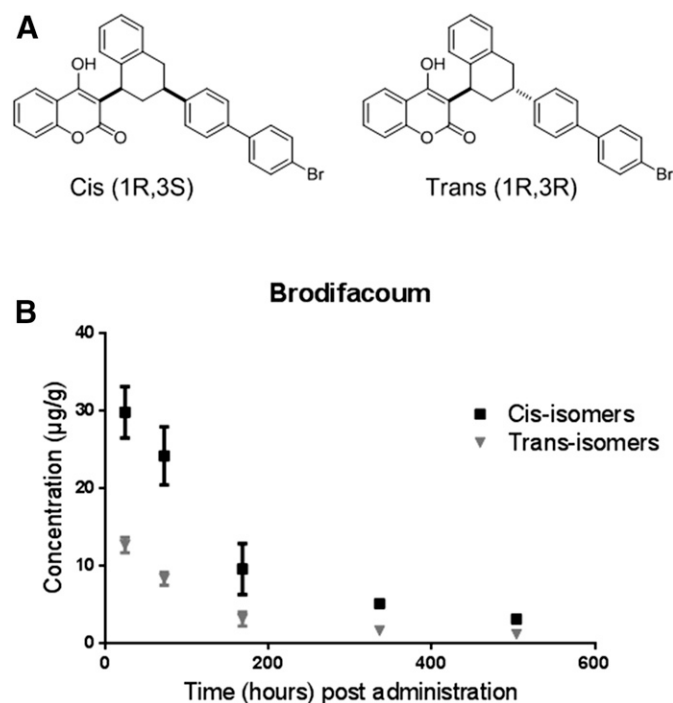 A
OH
O
O
Br
Cis (1R,3S)
OH
O
O
Br
Trans (1R,3R)
B
Brodifacoum
Concentration (µg/g)
40
30
20
10
0
Cis-isomers
Trans-isomers
0 200 400 600
Time (hours) post administration